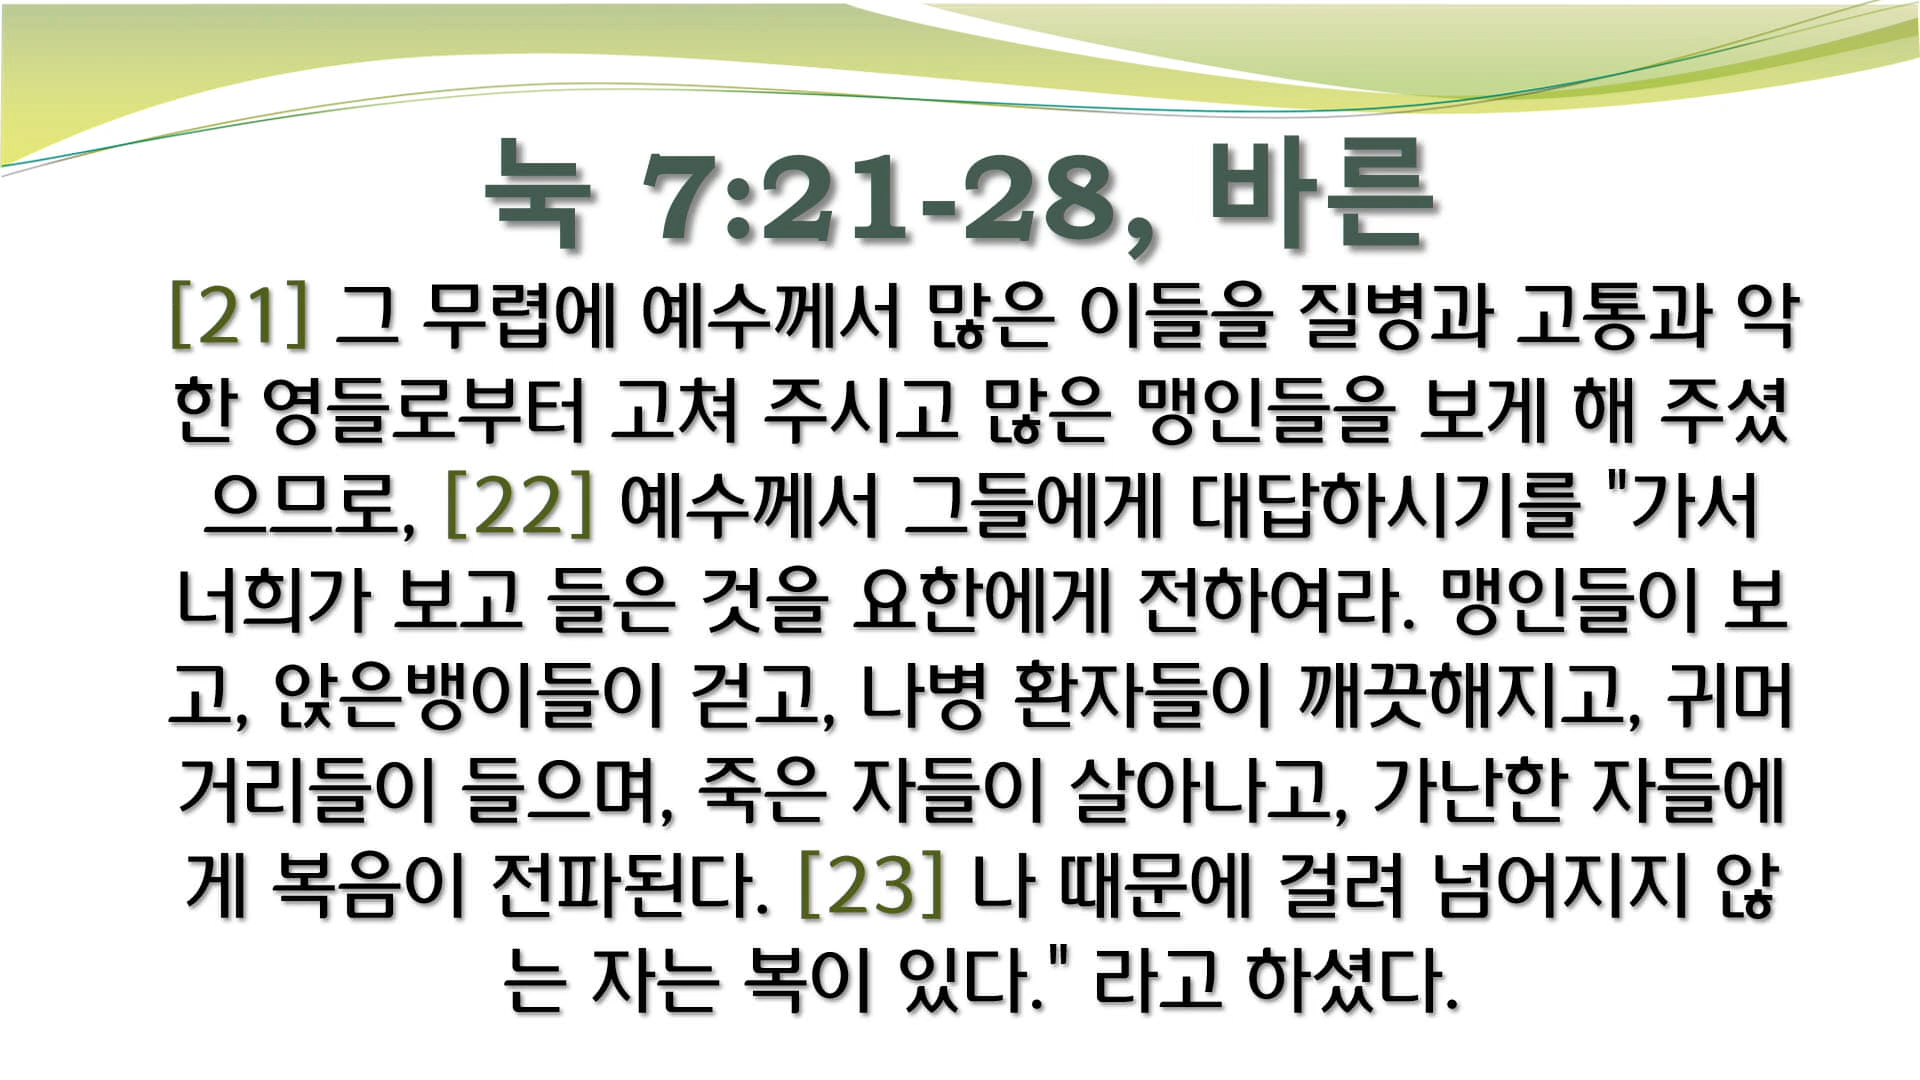 눅 7:21-28, 바른
[21] 그 무렵에 예수께서 많은 이들을 질병과 고통과 악
한 영들로부터 고쳐 주시고 많은 맹인들을 보게 해 주셨
으므로, [22] 예수께서 그들에게 대답하시기를 "가서
너희가 보고 들은 것을 요한에게 전하여라. 맹인들이 보
고, 앉은뱅이들이 걷고, 나병 환자들이 깨끗해지고, 귀머
거리들이 들으며, 죽은 자들이 살아나고, 가난한 자들에
게 복음이 전파된다. [23] 나 때문에 걸려 넘어지지 않
는 자는 복이 있다." 라고 하셨다.